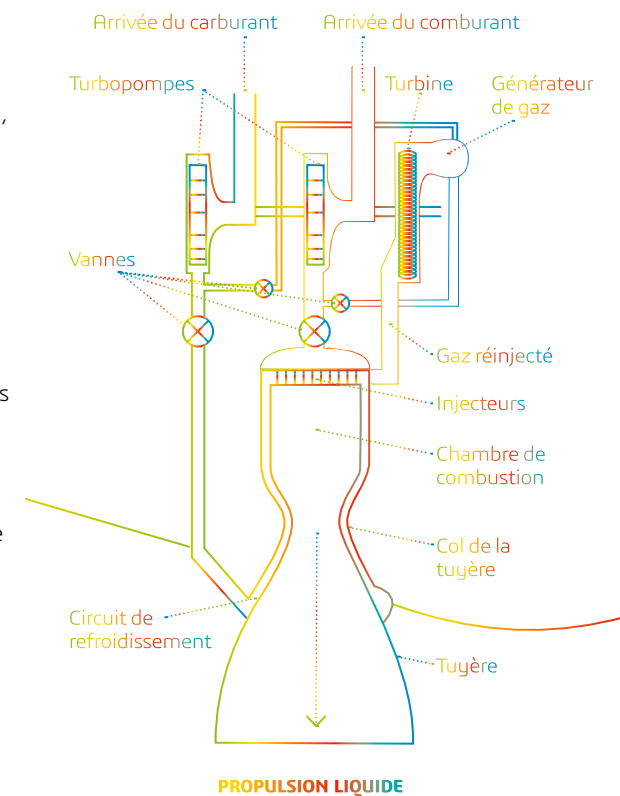 Arrivée du carburant
Arrivée du comburant
Turbopompes
Turbine
Générateur
de gaz
,
Vannes
Gaz réinjecté
s
Injecteurs
Chambre de
combustion
e
Col de la
tuyère
Circuit de
refroidissement
Tuyère
PROPULSION LIQUIDE